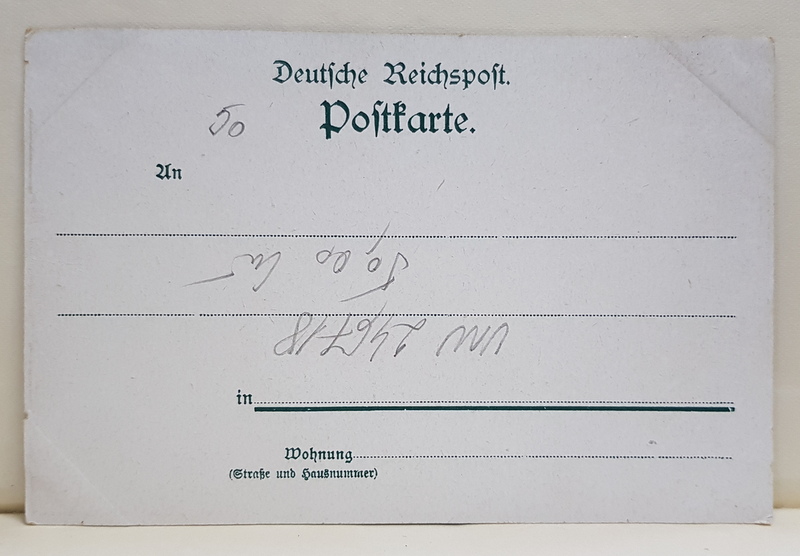 Deutsche Reichspost.
Postkarte.
50
An
in
Wohnung
(Straße und Hausnummer)